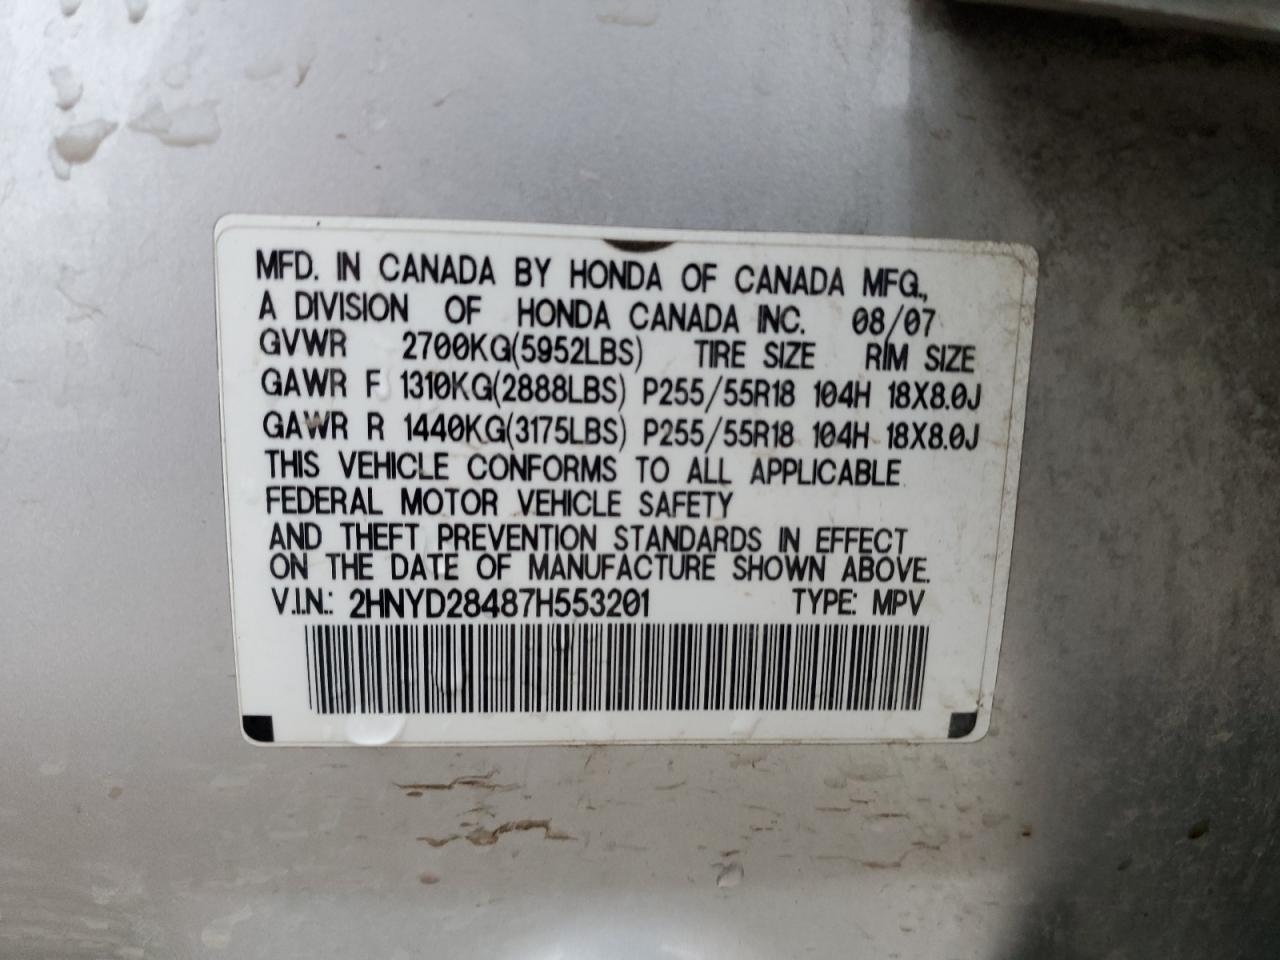 MFD. IN CANADA BY HONDA OF CANADA MFG.,
A DIVISION OF HONDA CANADA INC. 08/07
GVWR 2700KG(5952LBS) TIRE SIZE RIM SIZE
GAWR F 1310KG(2888LBS) P255/55R18 104H 18X8.0J
GAWR R 1440KG(3175LBS) P255/55R18 104H 18X8.0J
THIS VEHICLE CONFORMS TO ALL APPLICABLE
FEDERAL MOTOR VEHICLE SAFETY
AND THEFT PREVENTION STANDARDS IN EFFECT
ON THE DATE OF MANUFACTURE SHOWN ABOVE.
V.I.N.: 2HNYD28487H553201 TYPE: MPV